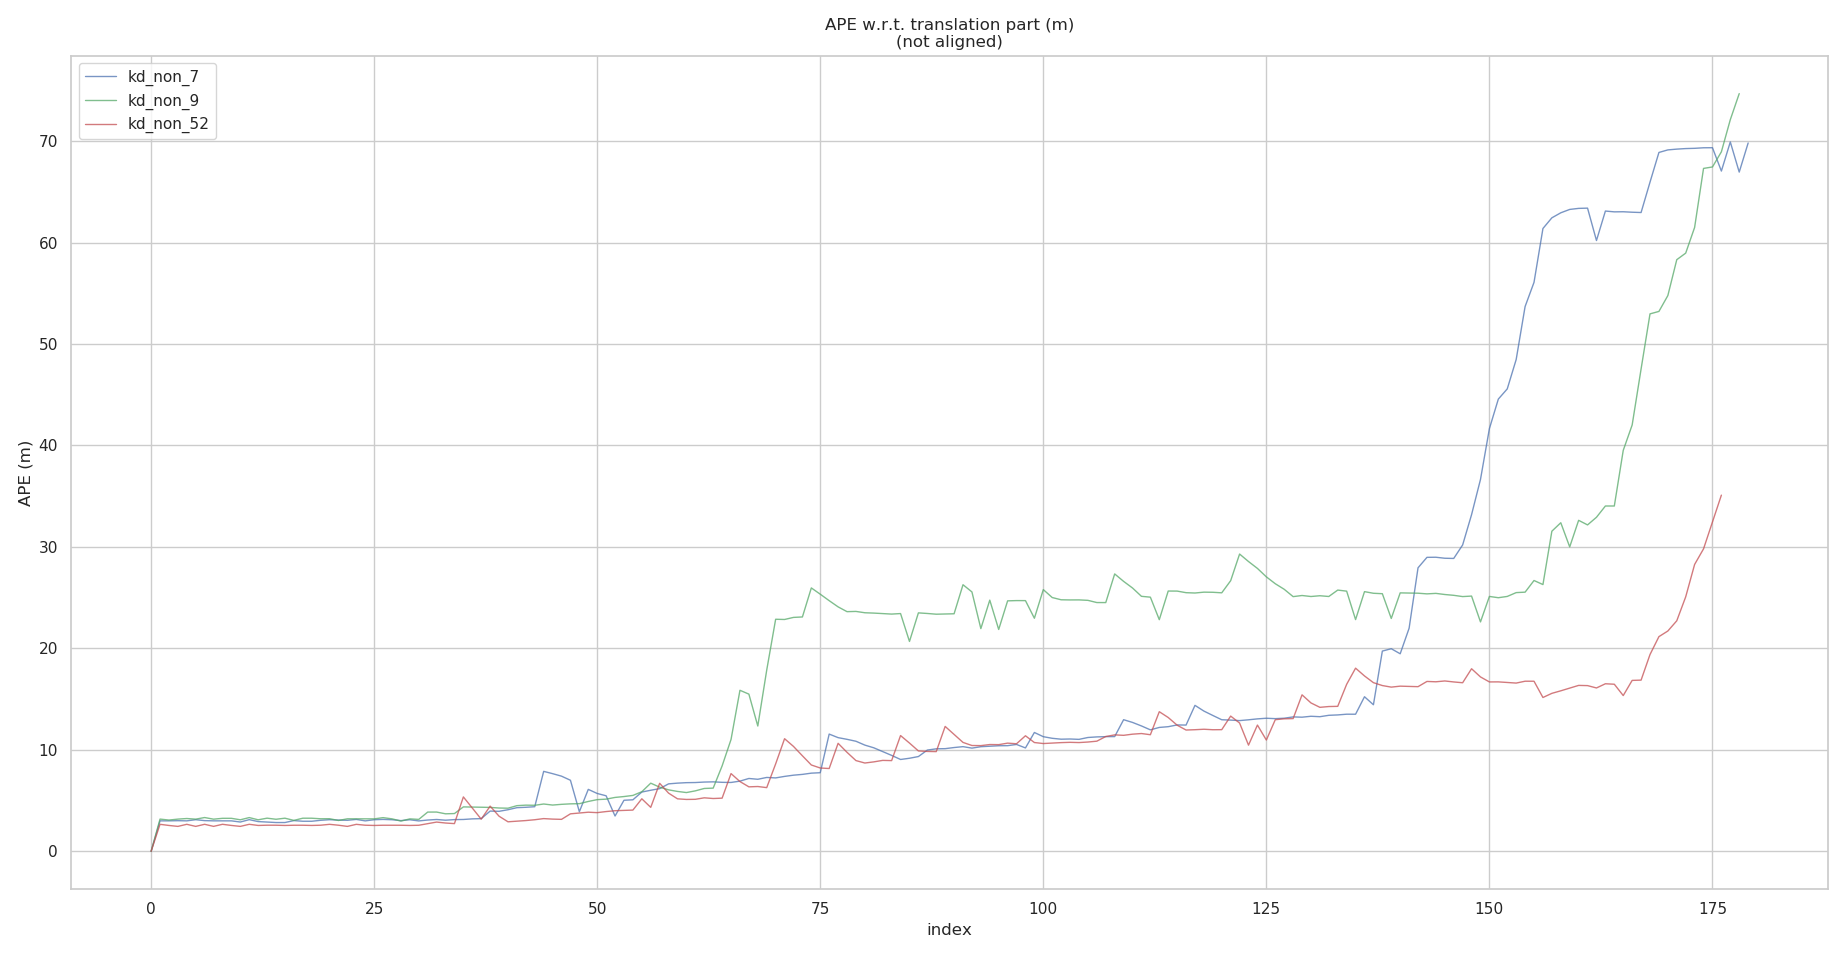 APE w.r.t. translation part (m)
(not aligned)
kd_non_7
kd_non_9
kd_non_52
APE (m)
70
60
50
40
30
20
10
0
0 25 50 75 100 125 150 175
index